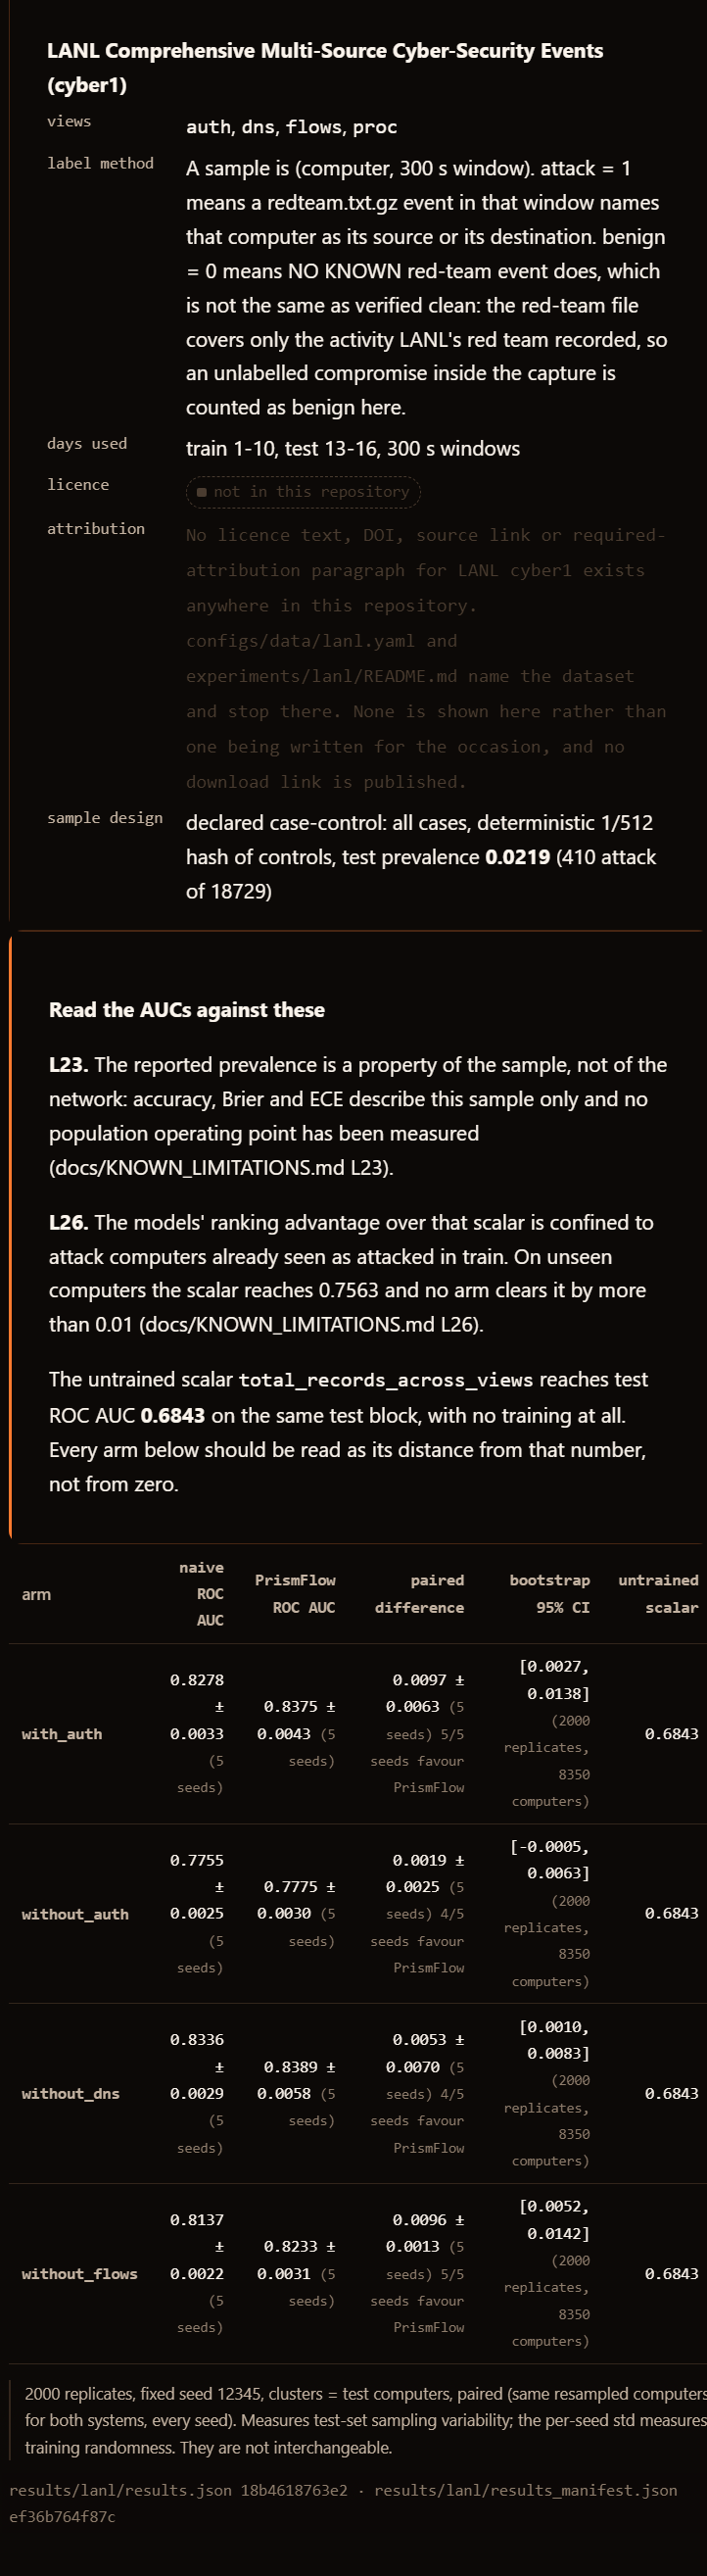 LANL Comprehensive Multi-Source Cyber-Security Events
(cyber1)
views
auth, dns, flows, proc
label method
A sample is (computer, 300 s window). attack = 1
means a redteam.txt.gz event in that window names
that computer as its source or its destination. benign
= 0 means NO KNOWN red-team event does, which
is not the same as verified clean: the red-team file
covers only the activity LANL's red team recorded, so
an unlabelled compromise inside the capture is
counted as benign here.
days used
train 1-10, test 13-16, 300 s windows
licence
not in this repository
attribution
No licence text, DOI, source link or required-
attribution paragraph for LANL cyber1 exists
anywhere in this repository.
configs/data/lanl.yaml and
experiments/lanl/README.md name the dataset
and stop there. None is shown here rather than
one being written for the occasion, and no
download link is published.
sample design
declared case-control: all cases, deterministic 1/512
hash of controls, test prevalence 0.0219 (410 attack
of 18729)
Read the AUCs against these
L23. The reported prevalence is a property of the sample, not of the
network: accuracy, Brier and ECE describe this sample only and no
population operating point has been measured
(docs/KNOWN_LIMITATIONS.md L23).
L26. The models' ranking advantage over that scalar is confined to
attack computers already seen as attacked in train. On unseen
computers the scalar reaches 0.7563 and no arm clears it by more
than 0.01 (docs/KNOWN_LIMITATIONS.md L26).
The untrained scalar total_records_across_views reaches test
ROC AUC 0.6843 on the same test block, with no training at all.
Every arm below should be read as its distance from that number,
not from zero.
arm
naive
ROC
AUC
PrismFlow
ROC AUC
paired
difference
bootstrap
95% CI
untrained
scalar
with_auth
0.8278
±
0.0033
(5
seeds)
0.8375 ±
0.0043 (5
seeds)
0.0097 ±
0.0063 (5
seeds) 5/5
seeds favour
PrismFlow
[0.0027,
0.0138]
(2000
replicates,
8350
computers)
0.6843
without_auth
0.7755
±
0.0025
(5
seeds)
0.7775 ±
0.0030 (5
seeds)
0.0019 ±
0.0025 (5
seeds) 4/5
seeds favour
PrismFlow
[-0.0005,
0.0063]
(2000
replicates,
8350
computers)
0.6843
without_dns
0.8336
±
0.0029
(5
seeds)
0.8389 ±
0.0058 (5
seeds)
0.0053 ±
0.0070 (5
seeds) 4/5
seeds favour
PrismFlow
[0.0010,
0.0083]
(2000
replicates,
8350
computers)
0.6843
without_flows
0.8137
±
0.0022
(5
seeds)
0.8233 ±
0.0031 (5
seeds)
0.0096 ±
0.0013 (5
seeds) 5/5
seeds favour
PrismFlow
[0.0052,
0.0142]
(2000
replicates,
8350
computers)
0.6843
2000 replicates, fixed seed 12345, clusters = test computers, paired (same resampled computers
for both systems, every seed). Measures test-set sampling variability; the per-seed std measures
training randomness. They are not interchangeable.
results/lanl/results.json 18b4618763e2 · results/lanl/results_manifest.json
ef36b764f87c